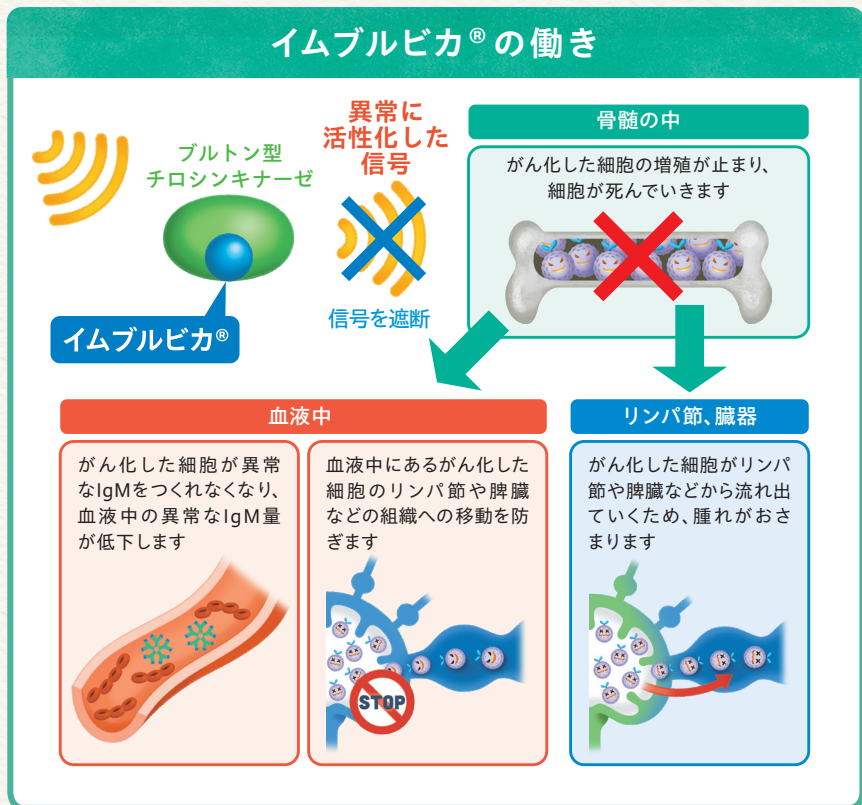 イムブルビカ®の働き
ブルトン型
チロシンキナーゼ
イムブルビカ®
異常に
活性化した
信号
信号を遮断
骨髄の中
がん化した細胞の増殖が止まり、
細胞が死んでいきます
血液中
がん化した細胞が異常
なIgMをつくれなくなり、
血液中の異常なIgM量
が低下します
血液中にあるがん化した
細胞のリンパ節や脾臓
などの組織への移動を防
ぎます
STOP
リンパ節、臓器
がん化した細胞がリンパ
節や脾臓などから流れ出
ていくため、腫れがおさ
まります